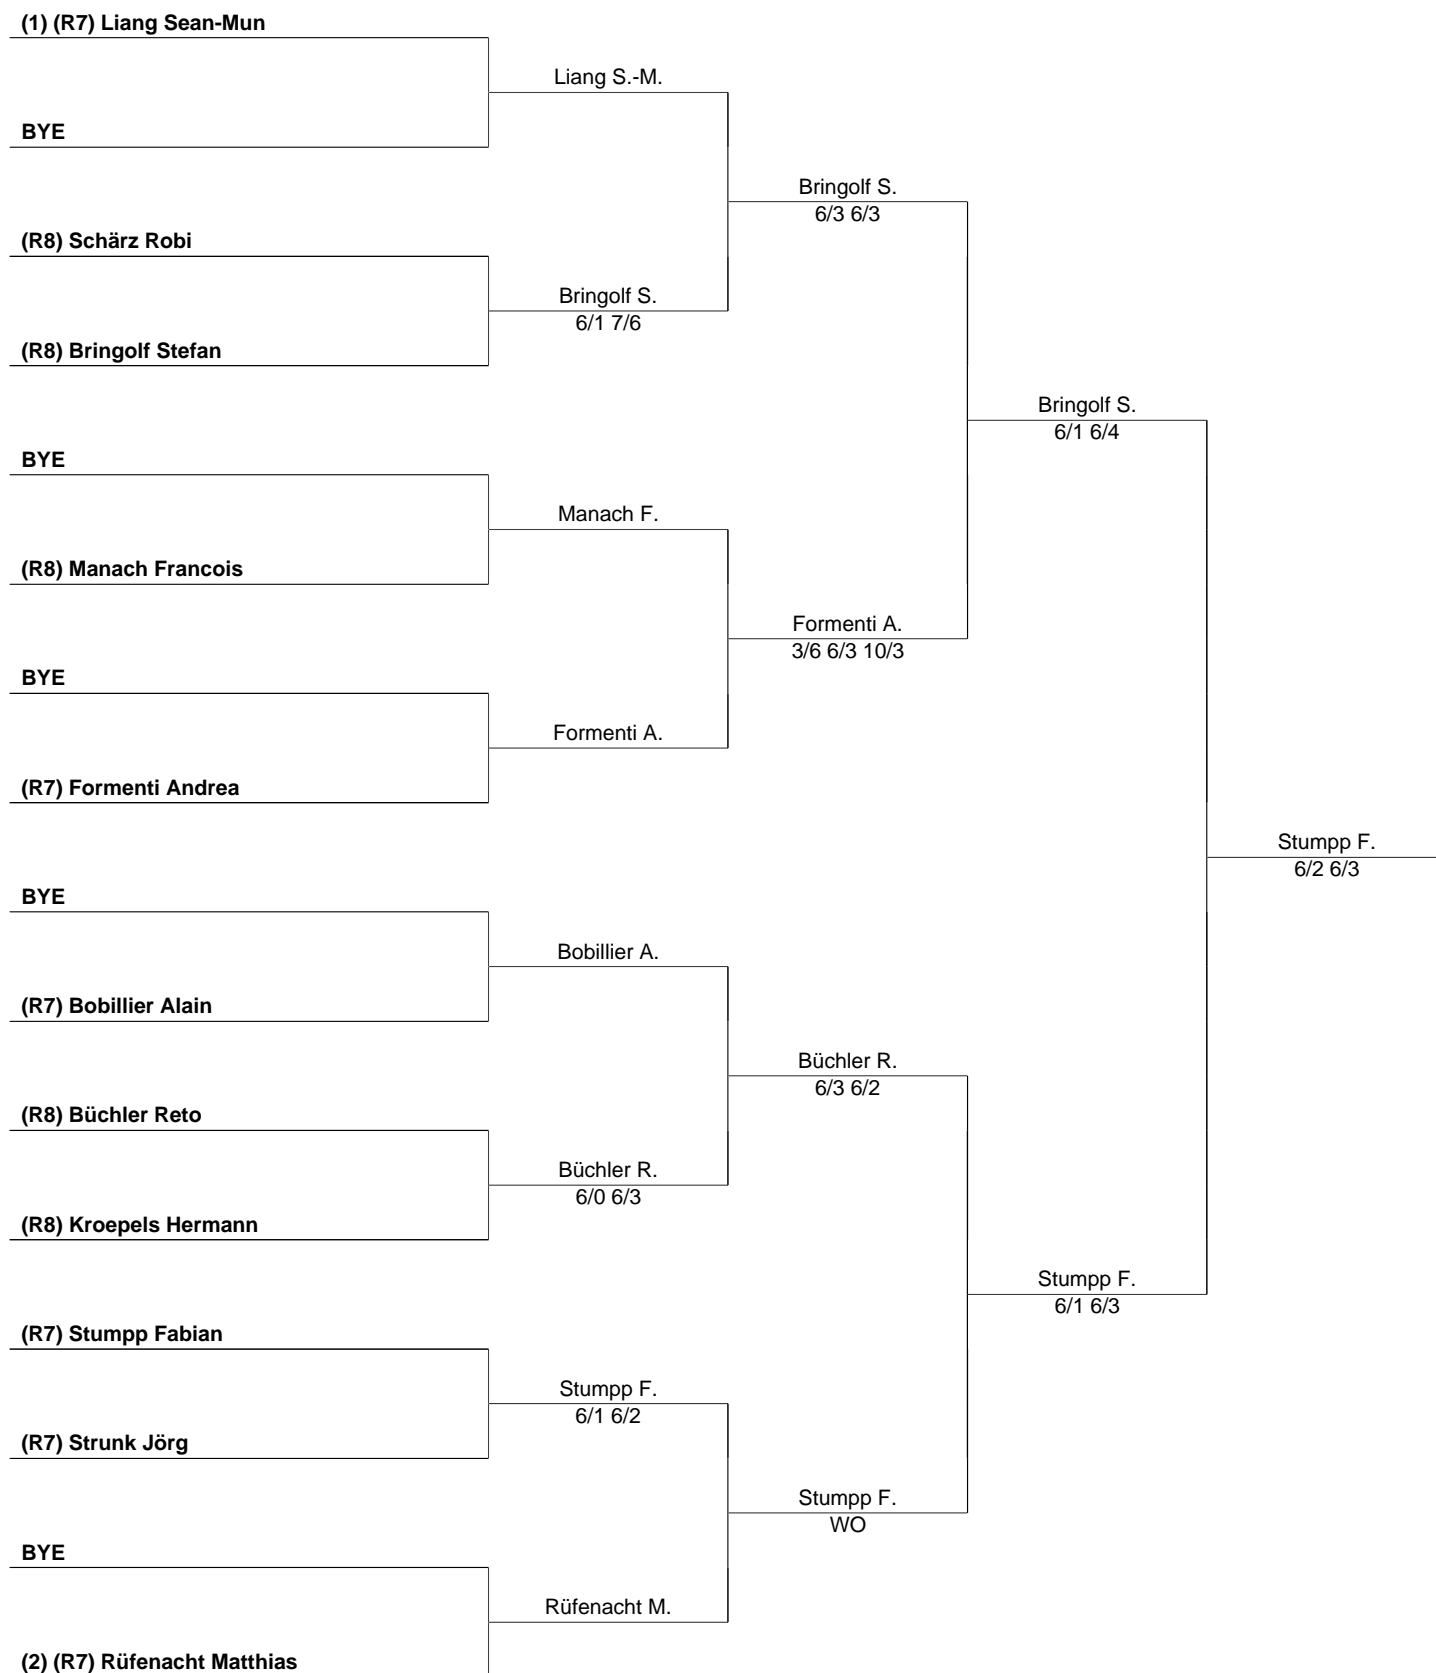 (1) (R7) Liang Sean-Mun
Liang S.-M.
BYE
Bringolf S.
6/3 6/3
(R8) Schärz Robi
Bringolf S.
6/1 7/6
(R8) Bringolf Stefan
Bringolf S.
6/1 6/4
BYE
Manach F.
(R8) Manach Francois
Formenti A.
3/6 6/3 10/3
BYE
Formenti A.
(R7) Formenti Andrea
Stumpp F.
6/2 6/3
BYE
Bobillier A.
(R7) Bobillier Alain
Büchler R.
6/3 6/2
(R8) Büchler Reto
Büchler R.
6/0 6/3
(R8) Kroepels Hermann
Stumpp F.
6/1 6/3
(R7) Stumpp Fabian
Stumpp F.
6/1 6/2
(R7) Strunk Jörg
Stumpp F.
WO
BYE
Rüfenacht M.
(2) (R7) Rüfenacht Matthias